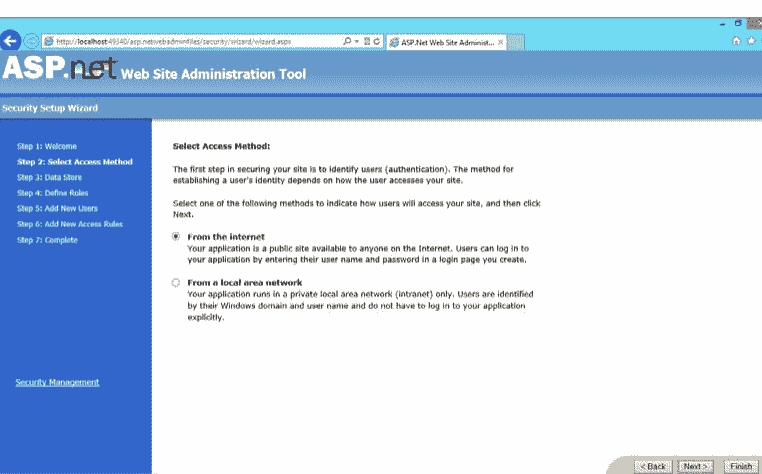 http://localhost:49340/asp.netwebadminfiles/security/wizard/wizard.aspx
ASP.Net Web Site Administ...
ASP.net Web Site Administration Tool
Security Setup Wizard
Step 1: Welcome
Step 2: Select Access Method
Step 3: Data Store
Step 4: Define Roles
Step 5: Add New Users
Step 6: Add New Access Rules
Step 7: Complete
Security Management
Select Access Method:
The first step in securing your site is to identify users (authentication). The method for
establishing a user's identity depends on how the user accesses your site.
Select one of the following methods to indicate how users will access your site, and then click
Next.
From the internet
Your application is a public site available to anyone on the Internet. Users can log in to
your application by entering their user name and password in a login page you create.
From a local area network
Your application runs in a private local area network (intranet) only. Users are identified
by their Windows domain and user name and do not have to log in to your application
explicitly.
< Back
Next >
Finish